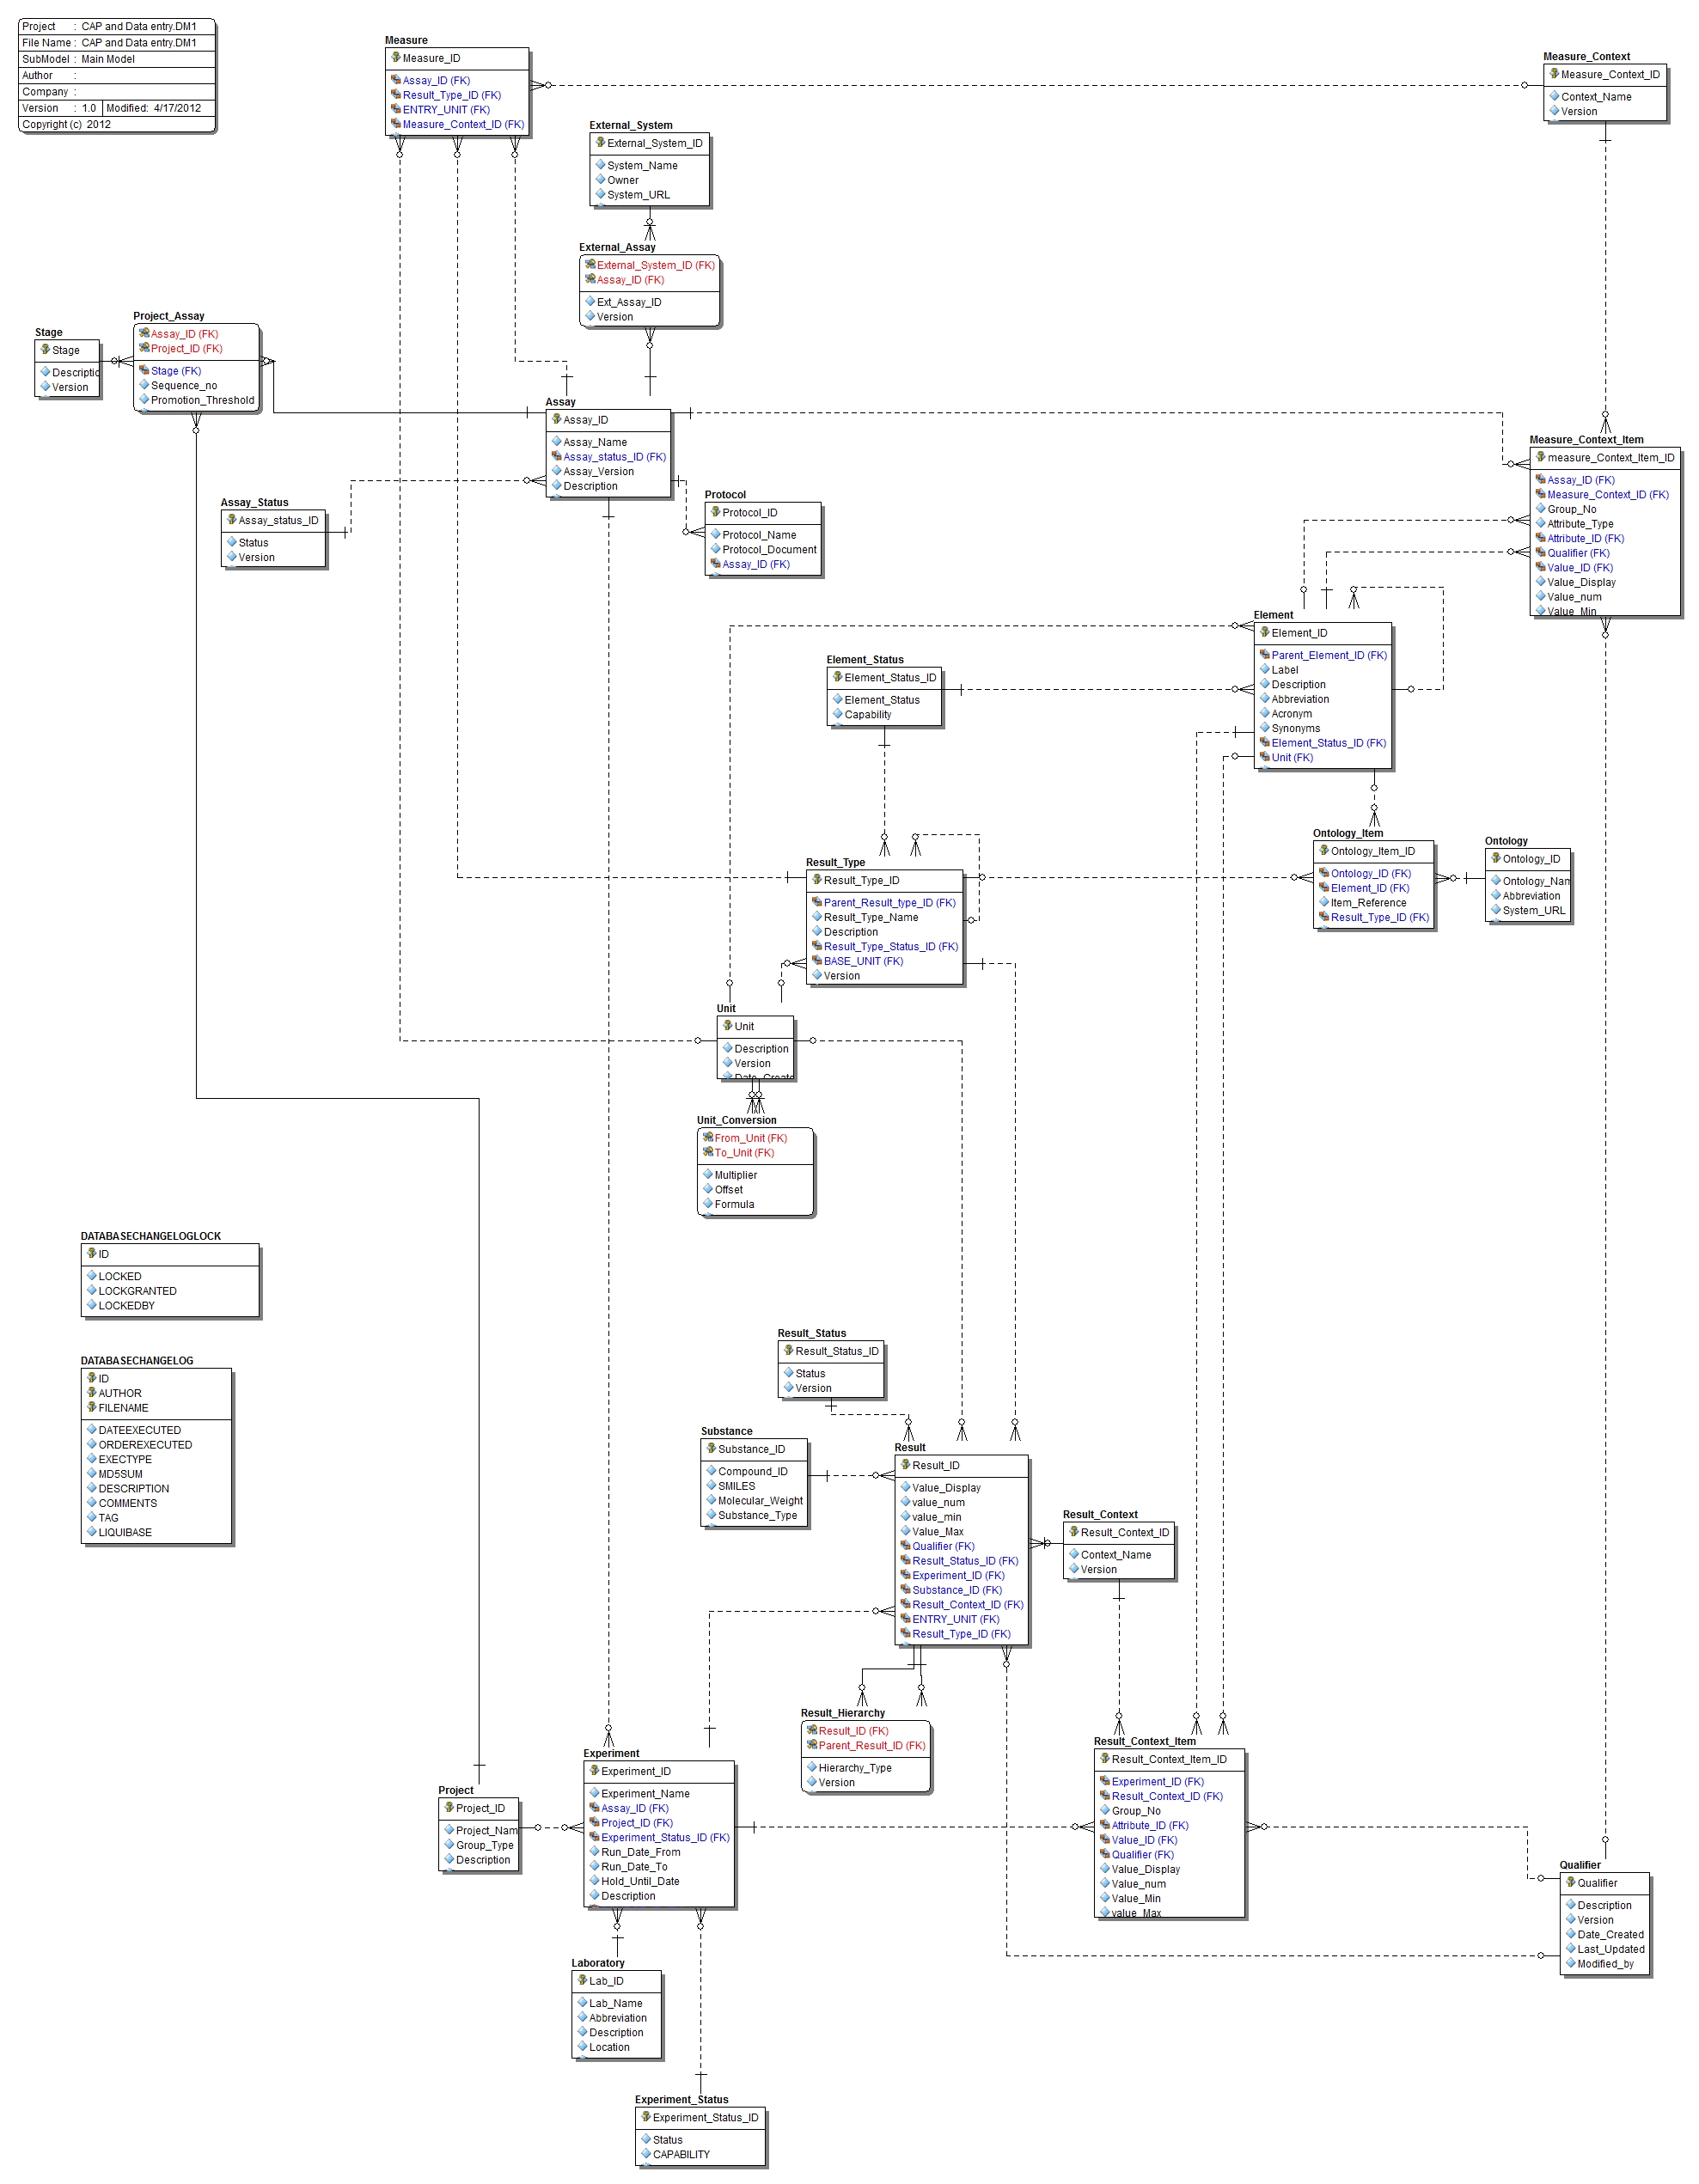 Project : CAP and Data entry.DM1
File Name : CAP and Data entry.DM1
SubModel : Main Model
Author :
Company :
Version : 1.0 Modified: 4/17/2012
Copyright (c) 2012
Measure
Measure_ID
Assay_ID (FK)
Result_Type_ID (FK)
ENTRY_UNIT (FK)
Measure_Context_ID (FK)
Measure_Context
Measure_Context_ID
Context_Name
Version
External_System
External_System_ID
System_Name
Owner
System_URL
External_Assay
External_System_ID (FK)
Assay_ID (FK)
Ext_Assay_ID
Version
Stage
Stage
Descriptic
Version
Project_Assay
Assay_ID (FK)
Project_ID (FK)
Stage (FK)
Sequence_no
Promotion_Threshold
Assay
Assay_ID
Assay_Name
Assay_status_ID (FK)
Assay_Version
Description
Measure_Context_Item
measure_Context_Item_ID
Assay_ID (FK)
Measure_Context_ID (FK)
Group_No
Attribute_Type
Attribute_ID (FK)
Qualifier (FK)
Value_ID (FK)
Value_Display
Value_num
Value_Min
Assay_Status
Assay_status_ID
Status
Version
Protocol
Protocol_ID
Protocol_Name
Protocol_Document
Assay_ID (FK)
Element
Element_ID
Parent_Element_ID (FK)
Label
Description
Abbreviation
Acronym
Synonyms
Element_Status_ID (FK)
Unit (FK)
Element_Status
Element_Status_ID
Element_Status
Capability
Result_Type
Result_Type_ID
Parent_Result_type_ID (FK)
Result_Type_Name
Description
Result_Type_Status_ID (FK)
BASE_UNIT (FK)
Version
Ontology_Item
Ontology_Item_ID
Ontology_ID (FK)
Element_ID (FK)
Item_Reference
Result_Type_ID (FK)
Ontology
Ontology_ID
Ontology_Nan
Abbreviation
System_URL
Unit
Unit
Description
Version
Date_Create
Unit_Conversion
From_Unit (FK)
To_Unit (FK)
Multiplier
Offset
Formula
DATABASECHANGELOGLOCK
ID
LOCKED
LOCKGRANTED
LOCKEDBY
DATABASECHANGELOG
ID
AUTHOR
FILENAME
DATEEXECUTED
ORDEREXECUTED
EXECTYPE
MD5SUM
DESCRIPTION
COMMENTS
TAG
LIQUIBASE
Result_Status
Result_Status_ID
Status
Version
Substance
Substance_ID
Compound_ID
SMILES
Molecular_Weight
Substance_Type
Result
Result_ID
Value_Display
value_num
value_min
Value_Max
Qualifier (FK)
Result_Status_ID (FK)
Experiment_ID (FK)
Substance_ID (FK)
Result_Context_ID (FK)
ENTRY_UNIT (FK)
Result_Type_ID (FK)
Result_Context
Result_Context_ID
Context_Name
Version
Result_Hierarchy
Result_ID (FK)
Parent_Result_ID (FK)
Hierarchy_Type
Version
Result_Context_Item
Result_Context_Item_ID
Experiment_ID (FK)
Result_Context_ID (FK)
Group_No
Attribute_ID (FK)
Value_ID (FK)
Qualifier (FK)
Value_Display
Value_num
Value_Min
value_Max
Experiment
Experiment_ID
Experiment_Name
Assay_ID (FK)
Project_ID (FK)
Experiment_Status_ID (FK)
Run_Date_From
Run_Date_To
Hold_Until_Date
Description
Project
Project_ID
Project_Nam
Group_Type
Description
Qualifier
Qualifier
Description
Version
Date_Created
Last_Updated
Modified_by
Laboratory
Lab_ID
Lab_Name
Abbreviation
Description
Location
Experiment_Status
Experiment_Status_ID
Status
CAPABILITY